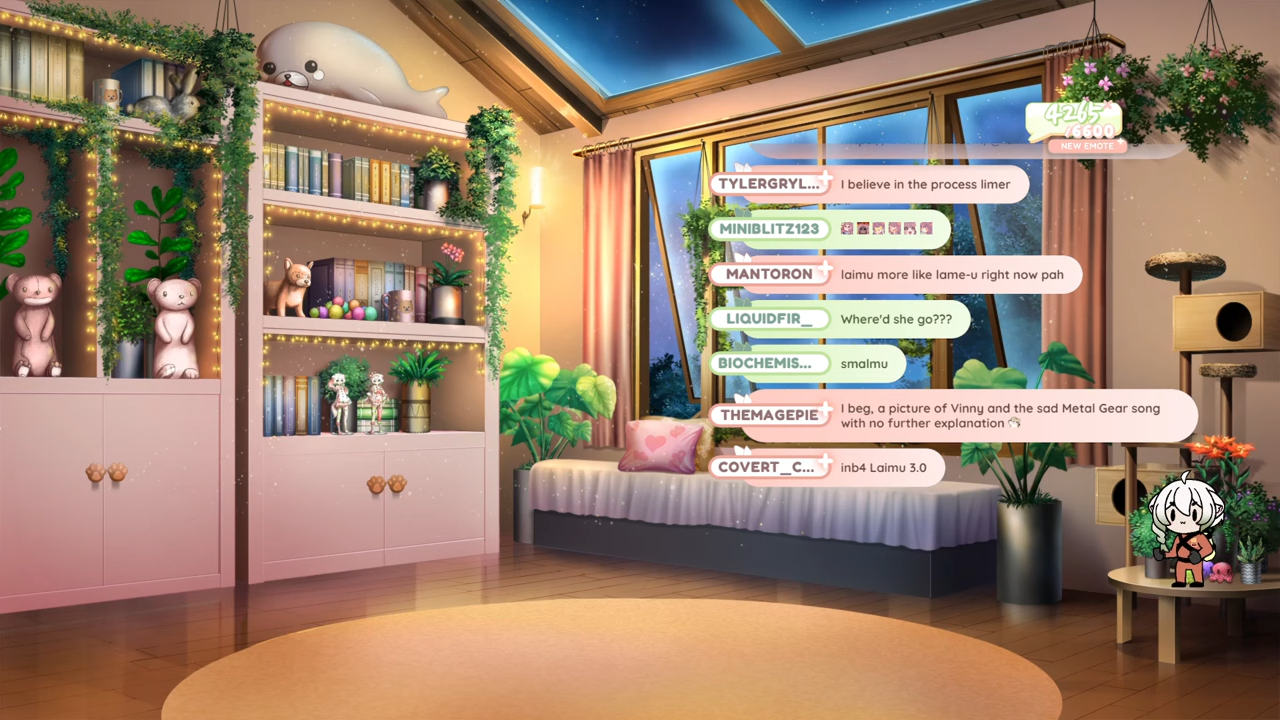 4265
/6600
NEW EMOTE
TYLERGRYL... I believe in the process limer
MINIBLITZ123
MANTORON laimu more like lame-u right now pah
LIQUIDFIR_ Where'd she go???
BIOCHEMIS... smalmu
THEMAGEPIE I beg, a picture of Vinny and the sad Metal Gear song
with no further explanation
COVERT_C... inb4 Laimu 3.0